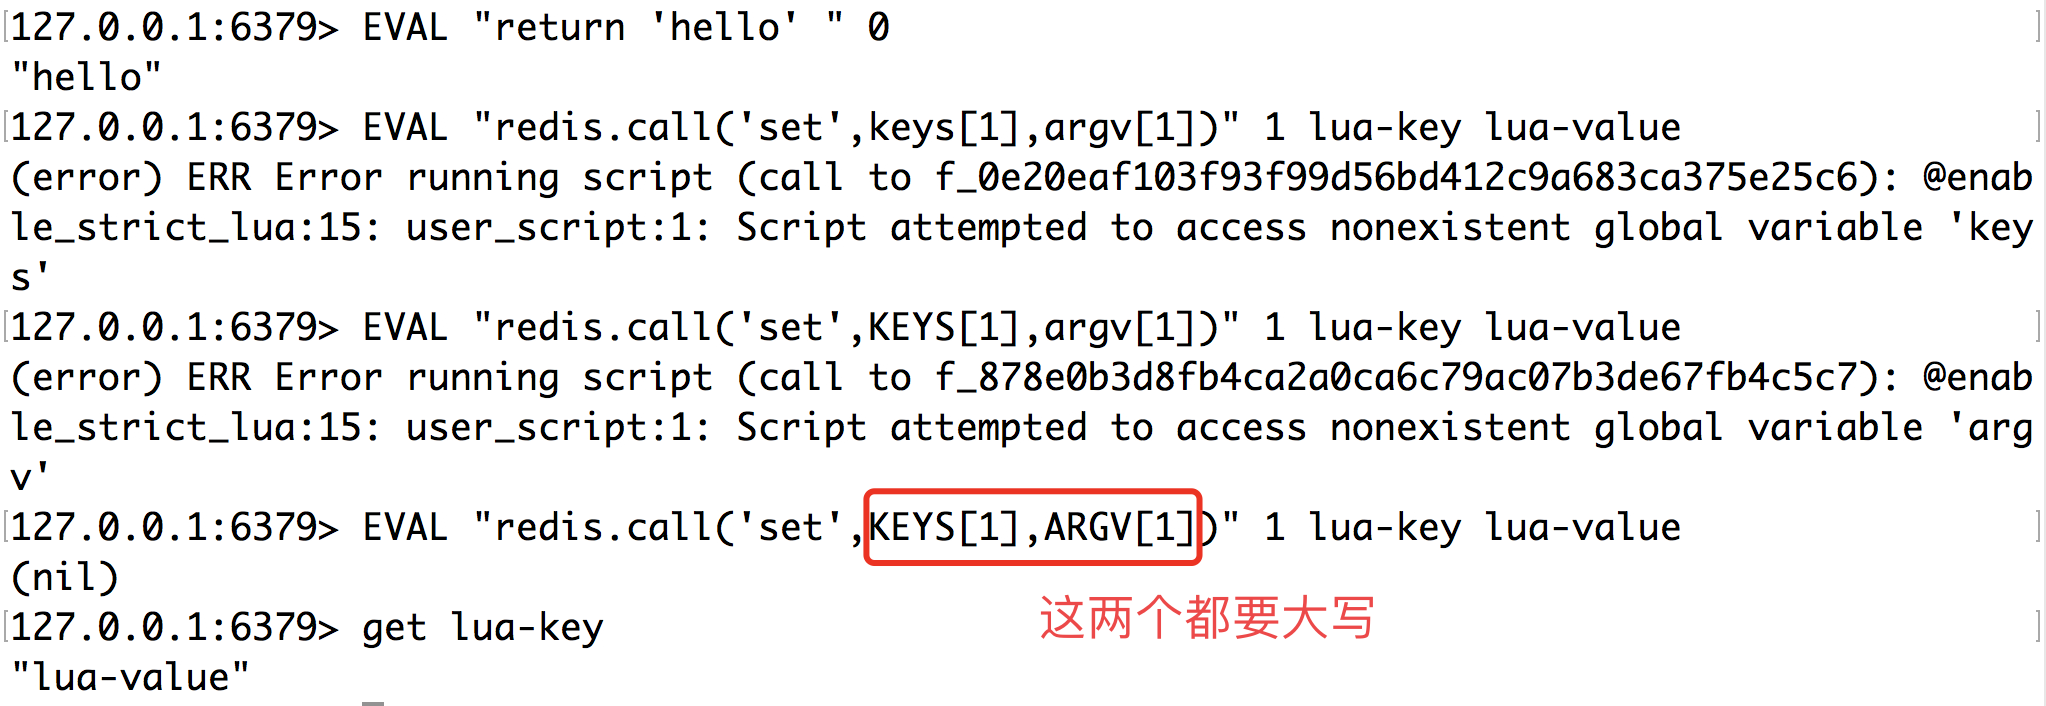 127.0.0.1:6379> EVAL "return 'hello' " 0
"hello"
127.0.0.1:6379> EVAL "redis.call('set',keys[1],argv[1])" 1 lua-key lua-value
(error) ERR Error running script (call to f_0e20eaf103f93f99d56bd412c9a683ca375e25c6): @enab
le_strict_lua:15: user_script:1: Script attempted to access nonexistent global variable 'key
s'
127.0.0.1:6379> EVAL "redis.call('set',KEYS[1],argv[1])" 1 lua-key lua-value
(error) ERR Error running script (call to f_878e0b3d8fb4ca2a0ca6c79ac07b3de67fb4c5c7): @enab
le_strict_lua:15: user_script:1: Script attempted to access nonexistent global variable 'arg
v'
127.0.0.1:6379> EVAL "redis.call('set',KEYS[1],ARGV[1])" 1 lua-key lua-value
(nil)
这两个都要大写
127.0.0.1:6379> get lua-key
"lua-value"